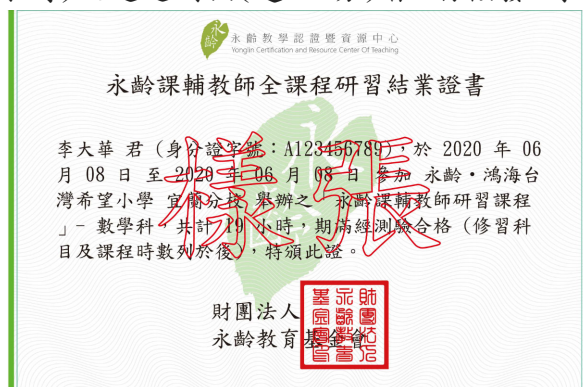 永齡
永齡教學認證暨資源中心
Yonglin Certification and Resource Center Of Teaching
永齡課輔教師全課程研習結業證書
李大華 君 (身分證字號：A123456789)，於 2020 年 06
月 08 日 至 2020 年 06 月 08 日 參加 永齡‧鴻海台
灣希望小學 宜蘭分校 舉辦之 「永齡課輔教師研習課程
」- 數學科，共計 19 小時，期滿經測驗合格 (修習科
目及課程時數列於後)，特頒此證。
樣張
財團法人
永齡教育基金會